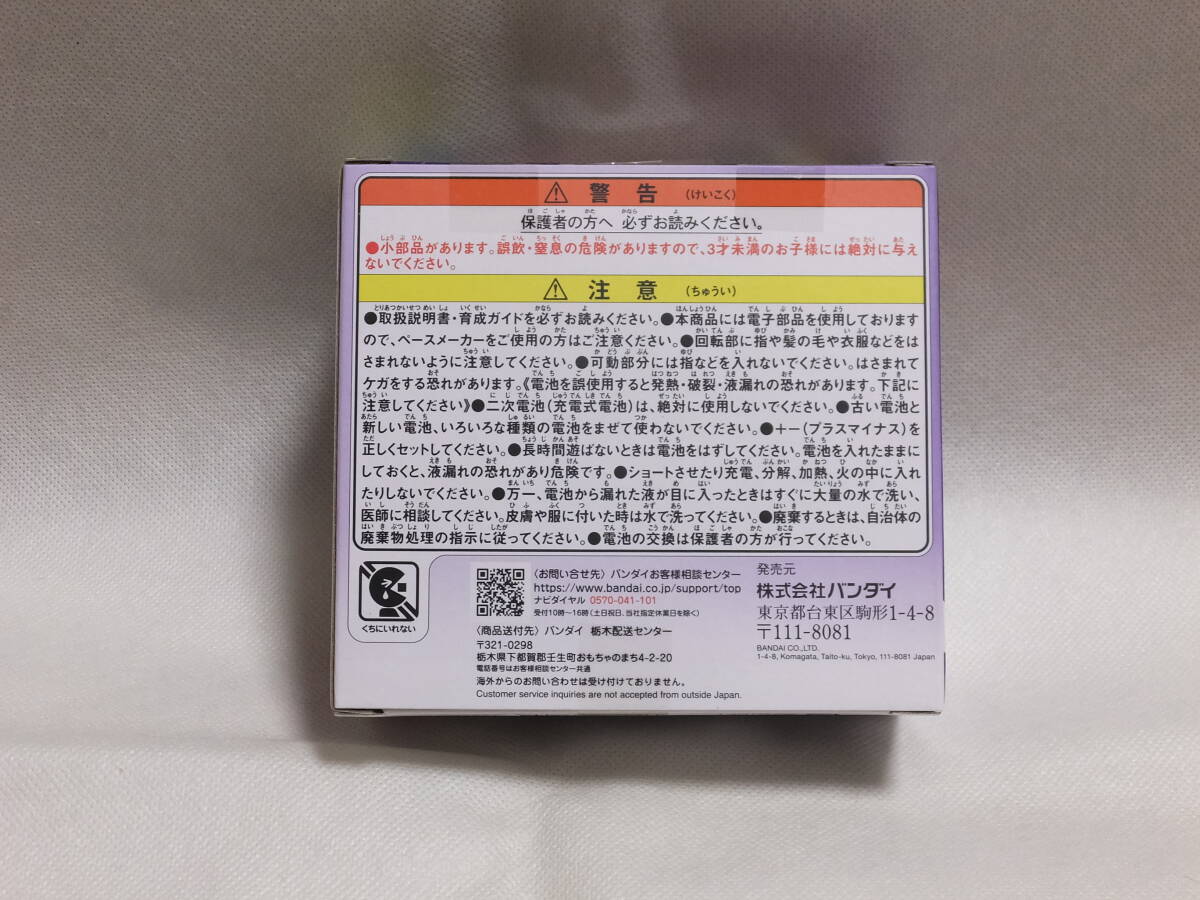 ⚠ 警告 (けいこく)
保護者の方へ 必ずお読みください。
●小部品があります。誤飲・窒息の危険がありますので、3才未満のお子様には絶対に与え
ないでください。
⚠ 注意 (ちゅうい)
●取扱説明書・育成ガイドを必ずお読みください。●本商品には電子部品を使用しております
ので、ペースメーカーをご使用の方はご注意ください。●回転部に指や髪の毛や衣服などをは
さまれないように注意してください。●可動部分には指などを入れないでください。はさまれて
ケガをする恐れがあります。《電池を誤使用すると発熱・破裂・液漏れの恐れがあります。下記に
注意してください》●二次電池(充電式電池)は、絶対に使用しないでください。●古い電池と
新しい電池、いろいろな種類の電池をまぜて使わないでください。●+-(プラスマイナス)を
正しくセットしてください。●長時間遊ばないときは電池をはずしてください。電池を入れたままに
しておくと、液漏れの恐れがあり危険です。●ショートさせたり充電、分解、加熱、火の中に入れ
たりしないでください。●万一、電池から漏れた液が目に入ったときはすぐに大量の水で洗い、
医師に相談してください。皮膚や服に付いた時は水で洗ってください。●廃棄するときは、自治体の
廃棄物処理の指示に従ってください。●電池の交換は保護者の方が行ってください。
くちにいれない
〈お問い合せ先〉バンダイお客様相談センター
https://www.bandai.co.jp/support/top
ナビダイヤル 0570-041-101
受付10時~16時(土日祝日、当社指定休業日を除く)
〈商品送付先〉バンダイ 栃木配送センター
〒321-0298
栃木県下都賀郡壬生町おもちゃのまち4-2-20
電話番号はお客様相談センター共通
海外からのお問い合わせは受け付けておりません。
Customer service inquiries are not accepted from outside Japan.
発売元
株式会社バンダイ
東京都台東区駒形1-4-8
〒111-8081
BANDAI CO.,LTD.
1-4-8, Komagata, Taito-ku, Tokyo, 111-8081 Japan